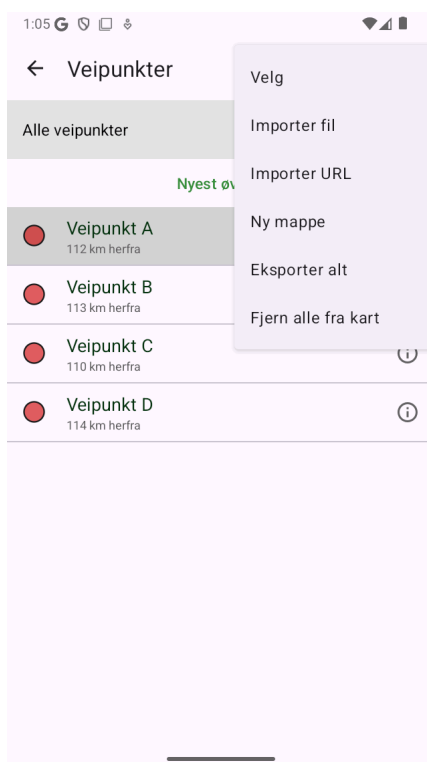 1:05
Veipunkter
Velg
Importer fil
Importer URL
Ny mappe
Eksporter alt
Fjern alle fra kart
Alle veipunkter
Nyest
Veipunkt A
112 km herfra
Veipunkt B
113 km herfra
Veipunkt C
110 km herfra
Veipunkt D
114 km herfra